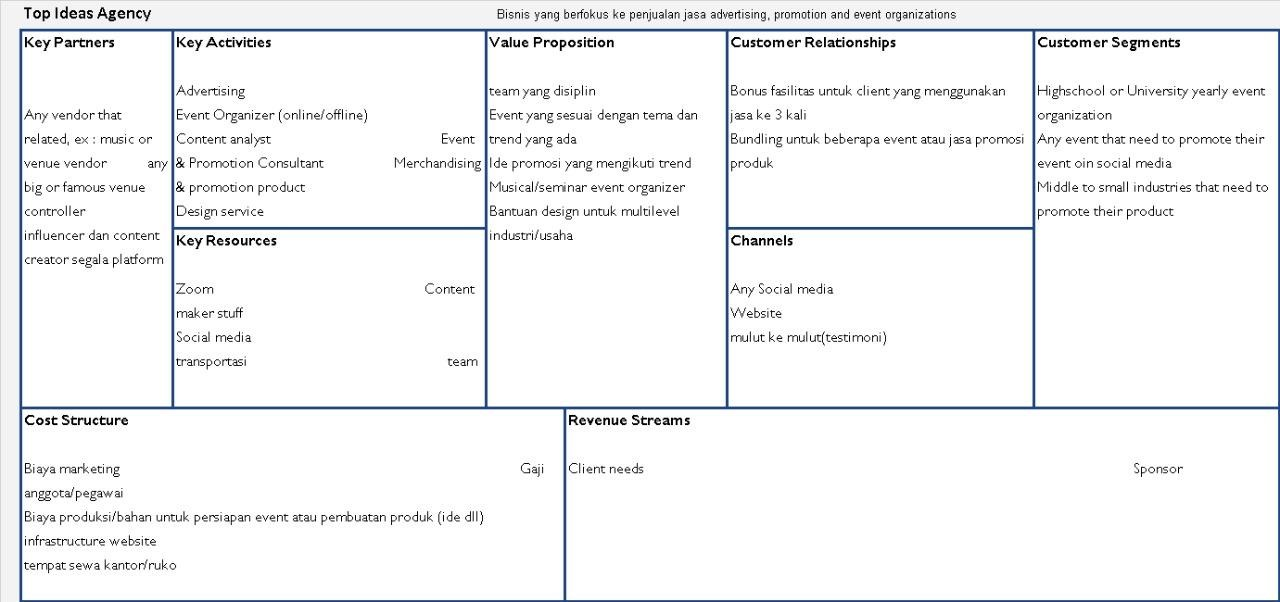 Top Ideas Agency
Bisnis yang berfokus ke penjualan jasa advertising, promotion and event organizations
Key Partners
Any vendor that
related, ex : music or
venue vendor any
big or famous venue
controller
influencer dan content
creator segala platform
Key Activities
Advertising
Event Organizer (online/offline)
Content analyst Event
& Promotion Consultant Merchandising
& promotion product
Design service
Key Resources
Zoom Content
maker stuff
Social media
transportasi team
Value Proposition
team yang disiplin
Event yang sesuai dengan tema dan
trend yang ada
Ide promosi yang mengikuti trend
Musical/seminar event organizer
Bantuan design untuk multilevel
industri/usaha
Customer Relationships
Bonus fasilitas untuk client yang menggunakan
jasa ke 3 kali
Bundling untuk beberapa event atau jasa promosi
produk
Channels
Any Social media
Website
mulut ke mulut(testimoni)
Customer Segments
Highschool or University yearly event
organization
Any event that need to promote their
event oin social media
Middle to small industries that need to
promote their product
Cost Structure
Biaya marketing Gaji
anggota/pegawai
Biaya produksi/bahan untuk persiapan event atau pembuatan produk (ide dll)
infrastructure website
tempat sewa kantor/ruko
Revenue Streams
Client needs Sponsor